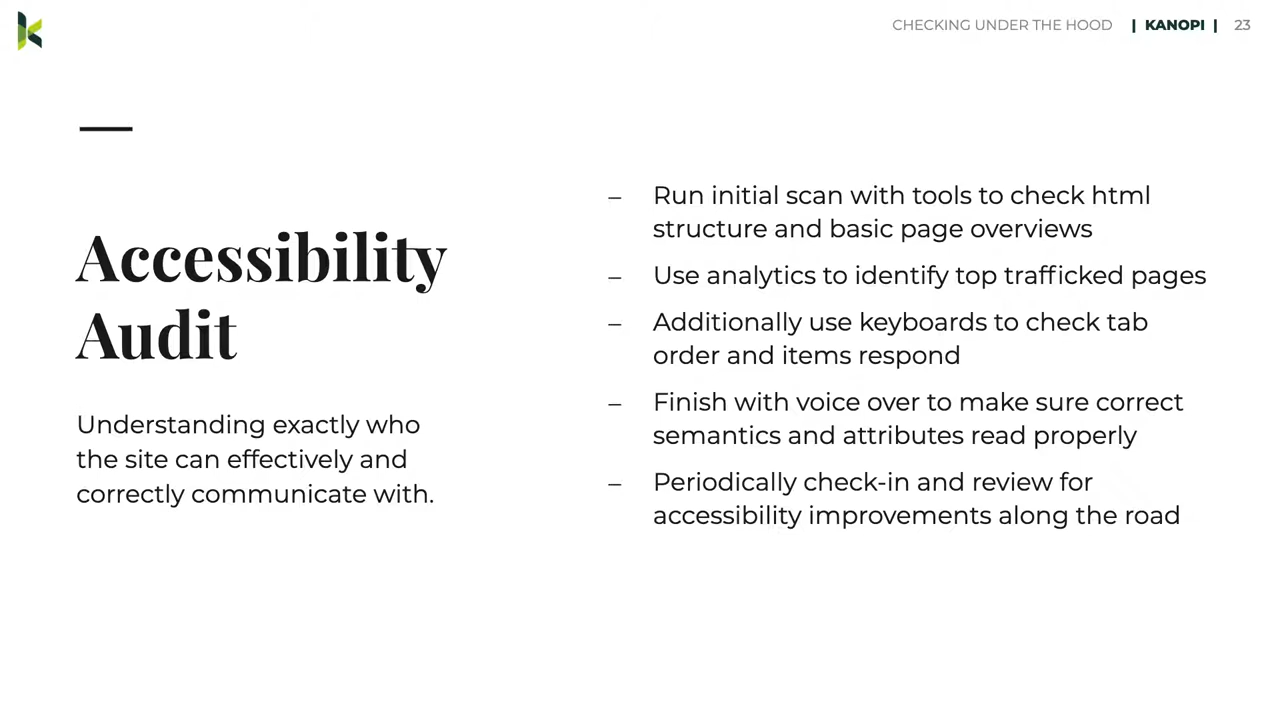 CHECKING UNDER THE HOOD | KANOPI | 23
Accessibility
Audit
Understanding exactly who
the site can effectively and
correctly communicate with.
– Run initial scan with tools to check html
structure and basic page overviews
– Use analytics to identify top trafficked pages
– Additionally use keyboards to check tab
order and items respond
– Finish with voice over to make sure correct
semantics and attributes read properly
– Periodically check-in and review for
accessibility improvements along the road